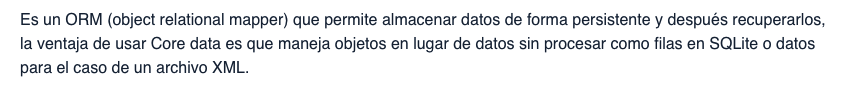 Es un ORM (object relational mapper) que permite almacenar datos de forma persistente y después recuperarlos,
la ventaja de usar Core data es que maneja objetos en lugar de datos sin procesar como filas en SQLite o datos
para el caso de un archivo XML.